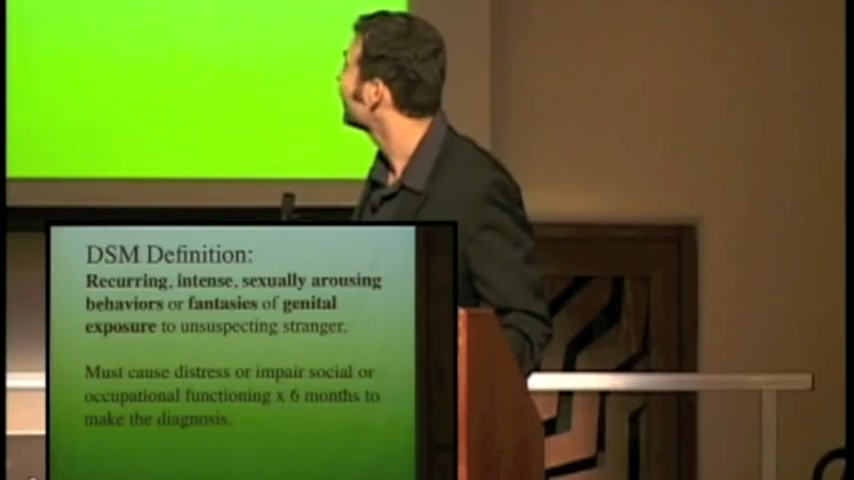 DSM Definition:
Recurring, intense, sexually arousing
behaviors or fantasies of genital
exposure to unsuspecting stranger.
Must cause distress or impair social or
occupational functioning x 6 months to
make the diagnosis.